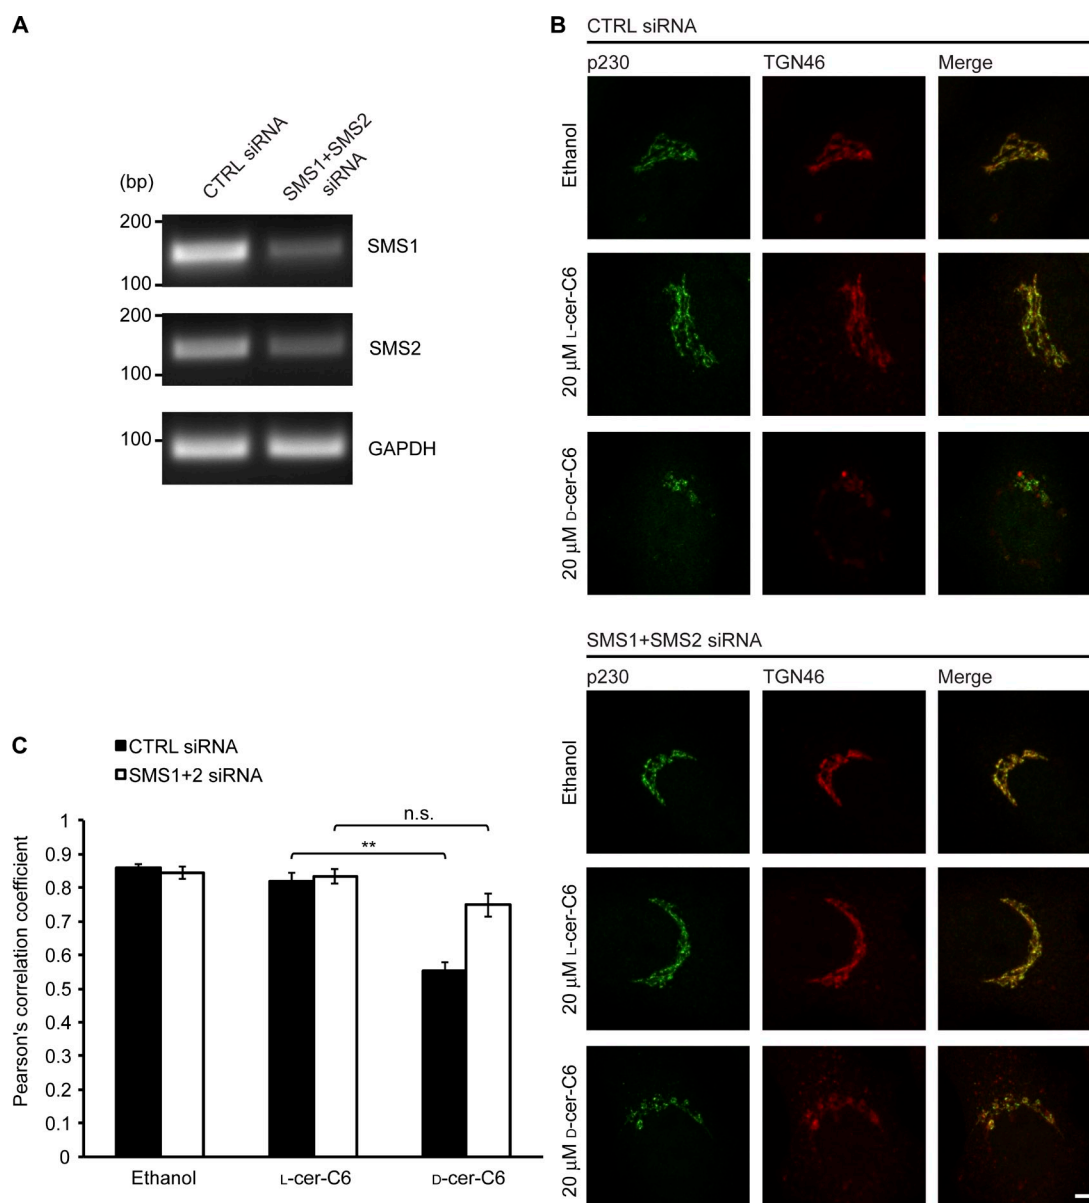 A
CTRL siRNA
SMS1+SMS2
siRNA
(bp)
200
100
SMS1
200
100
SMS2
100
GAPDH
B
CTRL siRNA
p230 TGN46 Merge
Ethanol
20 µM L-cer-C6
20 µM D-cer-C6
SMS1+SMS2 siRNA
p230 TGN46 Merge
Ethanol
20 µM L-cer-C6
20 µM D-cer-C6
C
CTRL siRNA
SMS1+2 siRNA
Pearson's correlation coefficient
1
0.9
0.8
0.7
0.6
0.5
0.4
0.3
0.2
0.1
0
**
n.s.
Ethanol L-cer-C6 D-cer-C6